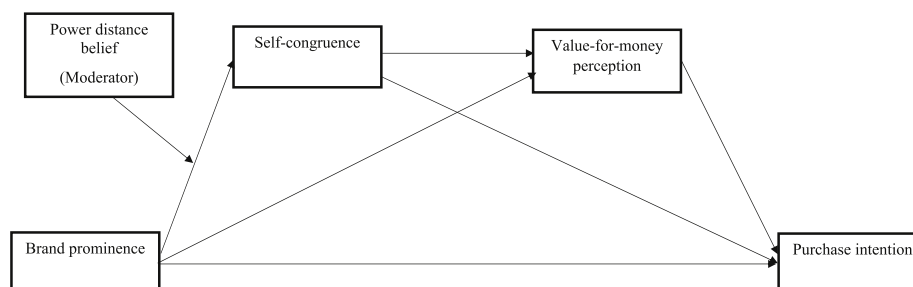 Power distance
belief
(Moderator)
Self-congruence
Value-for-money
perception
Brand prominence
Purchase intention